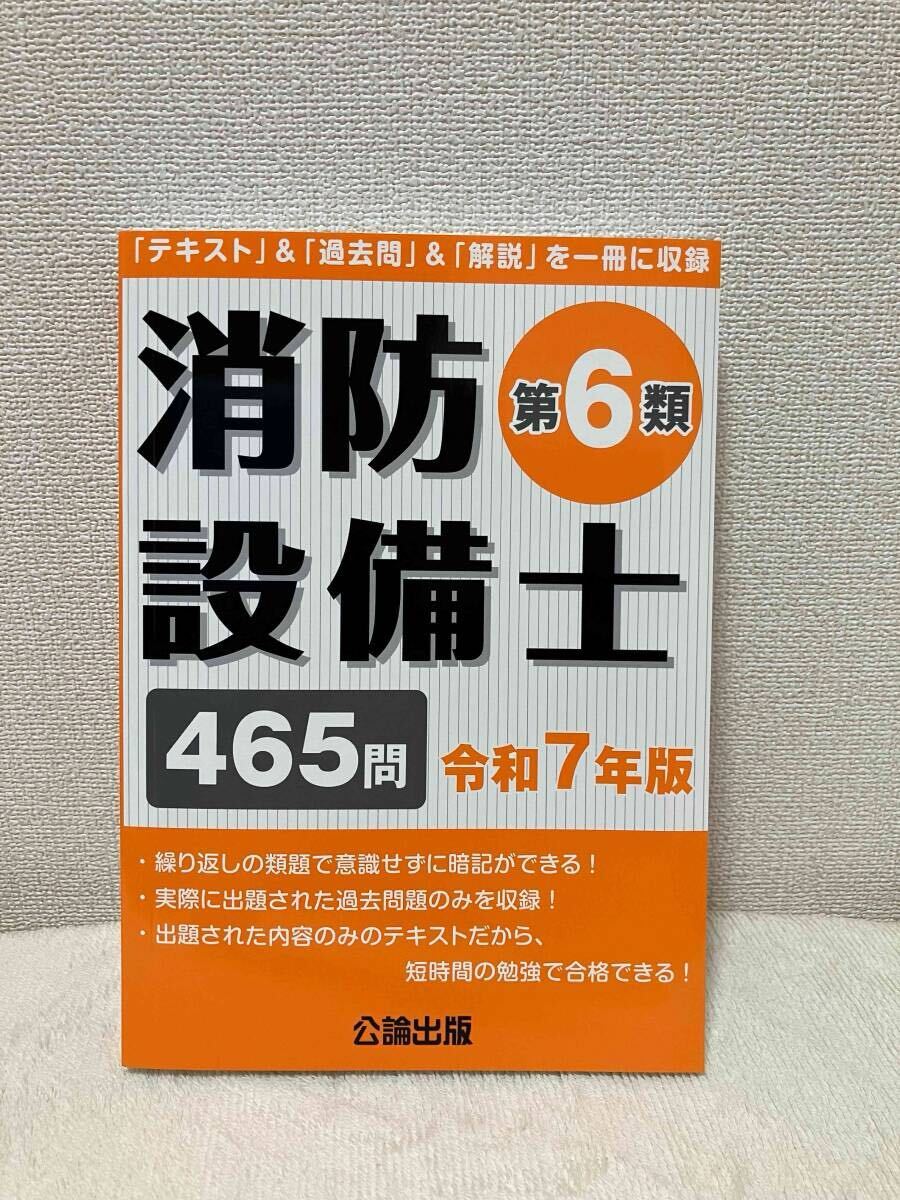 「テキスト」&「過去問」&「解説」を一冊に収録
消防
第6類
設備士
465問
令和7年版
・繰り返しの類題で意識せずに暗記ができる！
・実際に出題された過去問題のみを収録！
・出題された内容のみのテキストだから、
短時間の勉強で合格できる！
公論出版